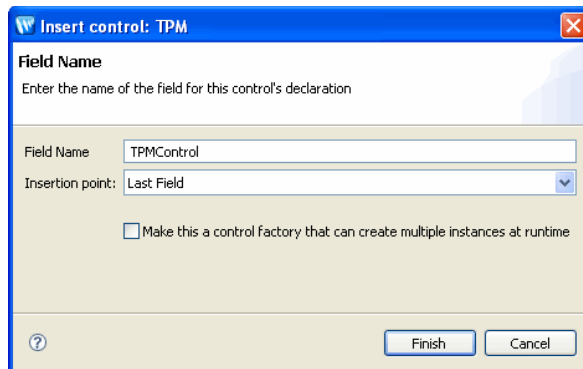 Insert control: TPM
Field Name
Enter the name of the field for this control's declaration
Field Name TPMControl
Insertion point: Last Field
Make this a control factory that can create multiple instances at runtime
? Finish Cancel